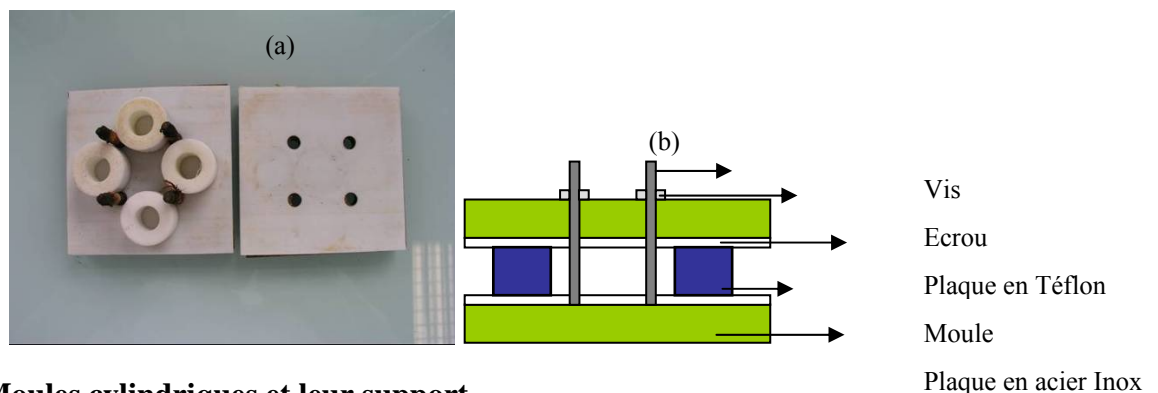 (a)
(b)
Vis
Ecrou
Plaque en Téflon
Moule
Plaque en acier Inox
Moules cylindriques et leur support